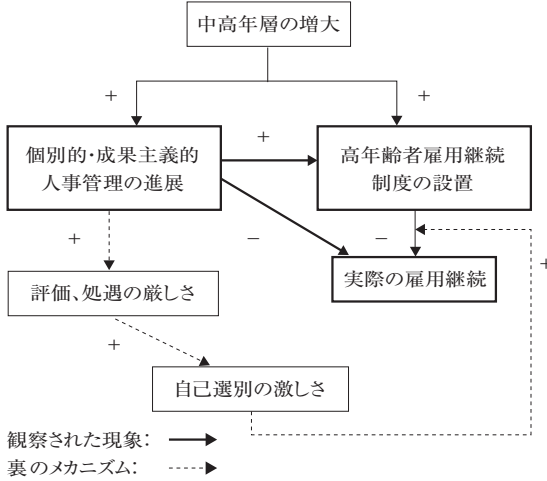 中高年層の増大
+
+
個別的・成果主義的
人事管理の進展
+
高年齢者雇用継続
制度の設置
+
−
−
実際の雇用継続
+
評価、処遇の厳しさ
+
自己選別の激しさ
観察された現象：
裏のメカニズム：